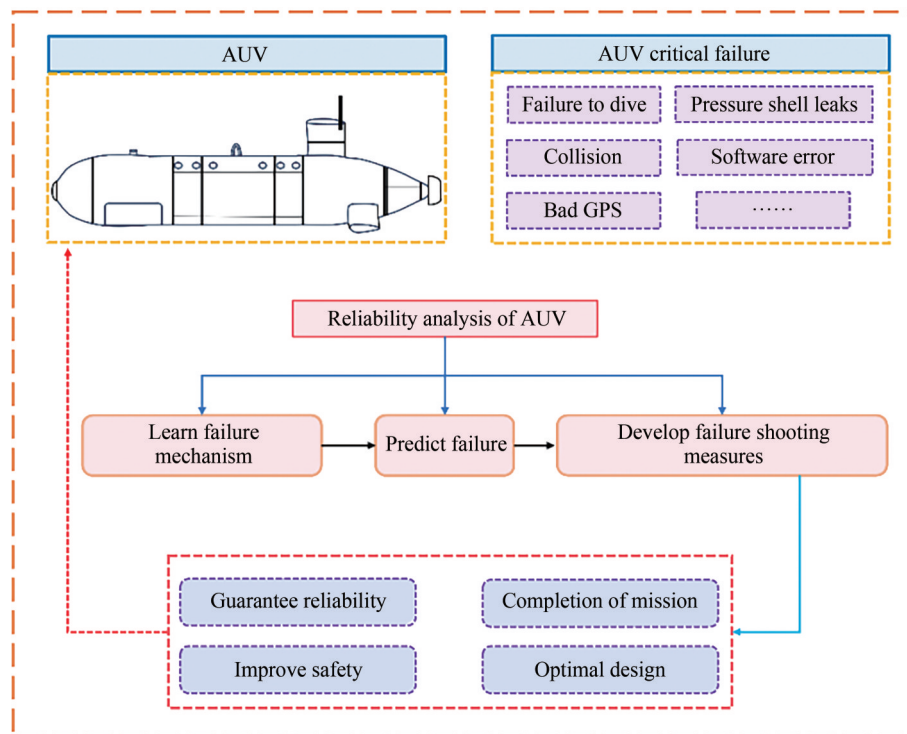 AUV
AUV critical failure
Failure to dive
Pressure shell leaks
Collision
Software error
Bad GPS
……
Reliability analysis of AUV
Learn failure
mechanism
Predict failure
Develop failure shooting
measures
Guarantee reliability
Completion of mission
Improve safety
Optimal design